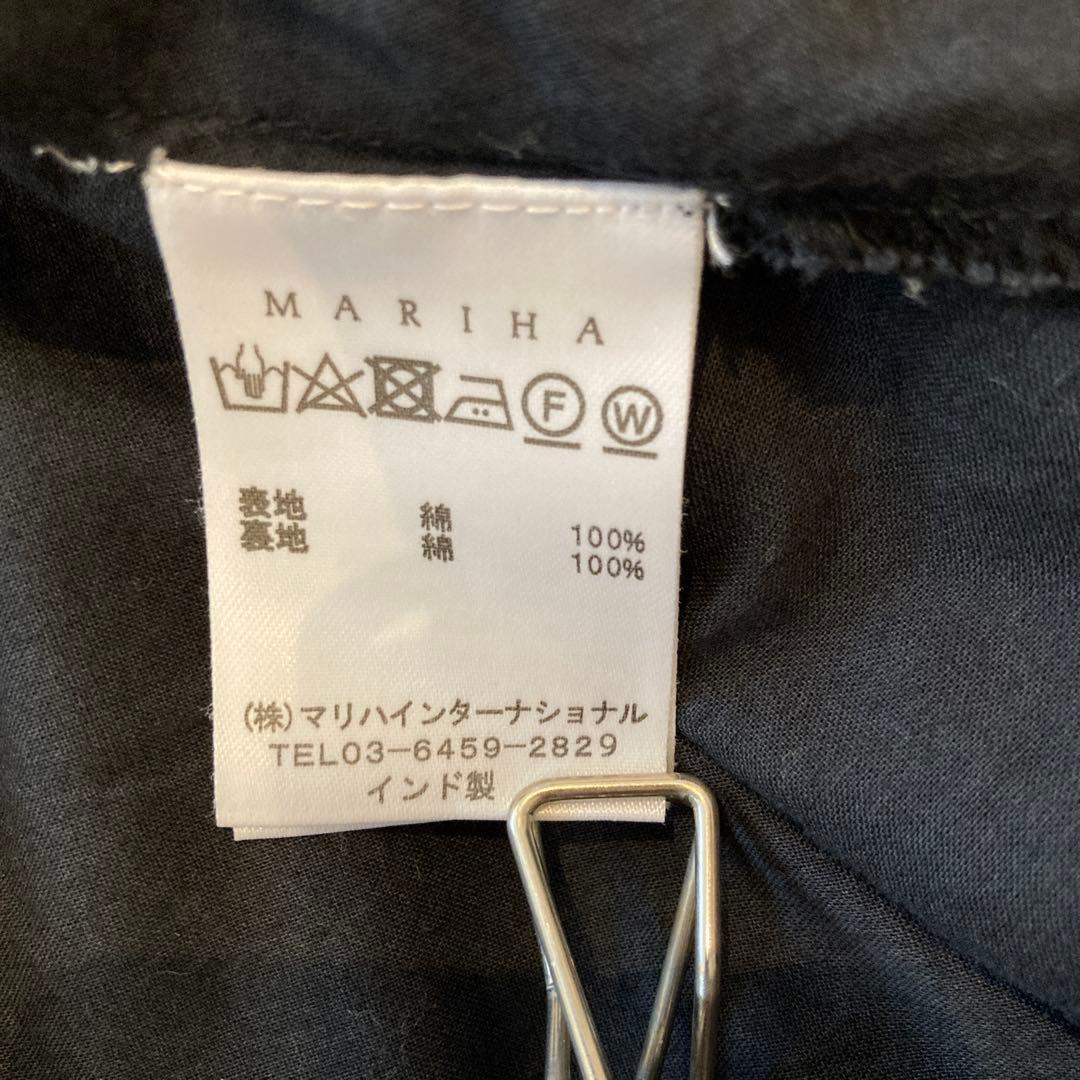 MARIHA
F W
表地 綿 100%
裏地 綿 100%
(株)マリハインターナショナル
TEL03-6459-2829
インド製